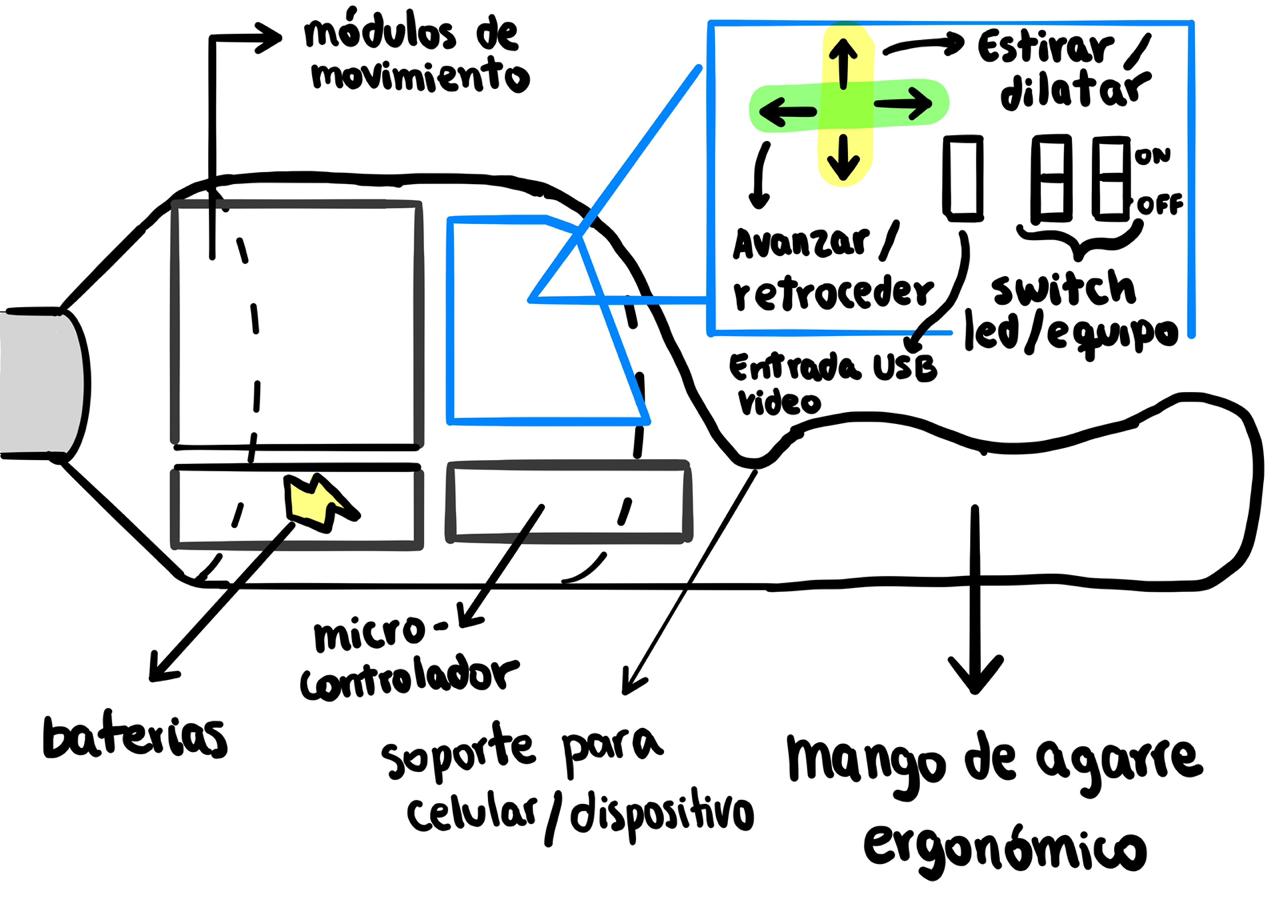 módulos de
movimiento
Estirar /
dilatar
ON
OFF
Avanzar /
retroceder
switch
led/equipo
Entrada USB
video
micro-
controlador
baterias
soporte para
celular/dispositivo
mango de agarre
ergonómico